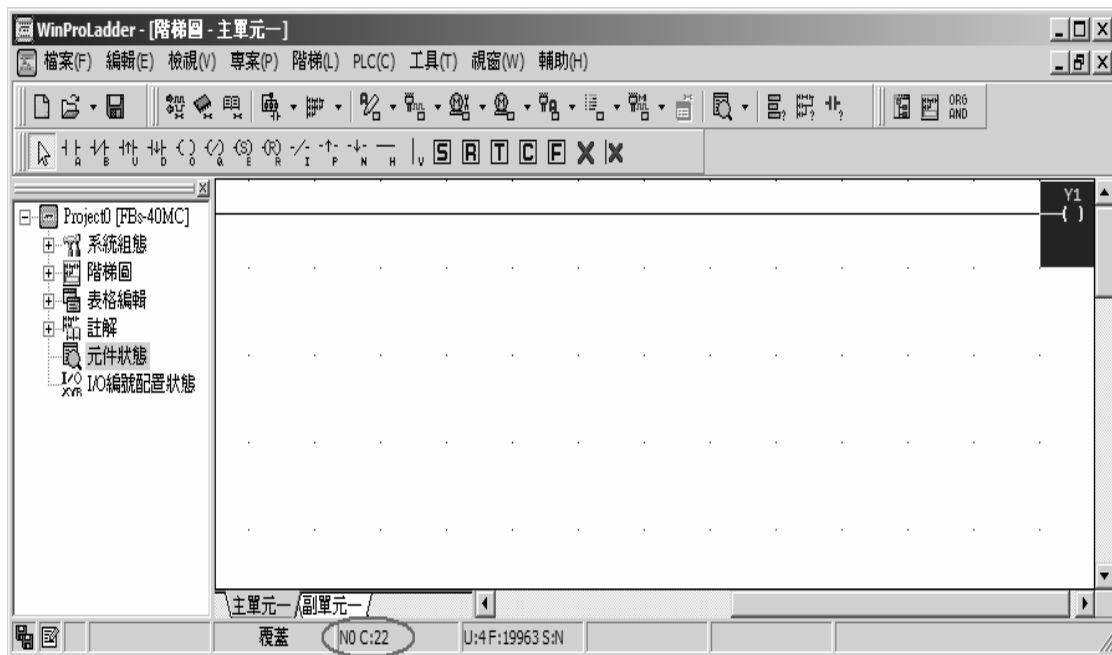 WinProLadder - [階梯圖 - 主單元一]
檔案(F) 編輯(E) 檢視(V) 專案(P) 階梯(L) PLC(C) 工具(T) 視窗(W) 輔助(H)
ORG
AND
A B U D O Q E R I P N H V S R T C F
Project0 [FBs-40MC]
系統組態
階梯圖
表格編輯
註解
元件狀態
I/O編號配置狀態
Y1
主單元一 副單元一
覆蓋 N0 C:22 U:4 F:19963 S:N